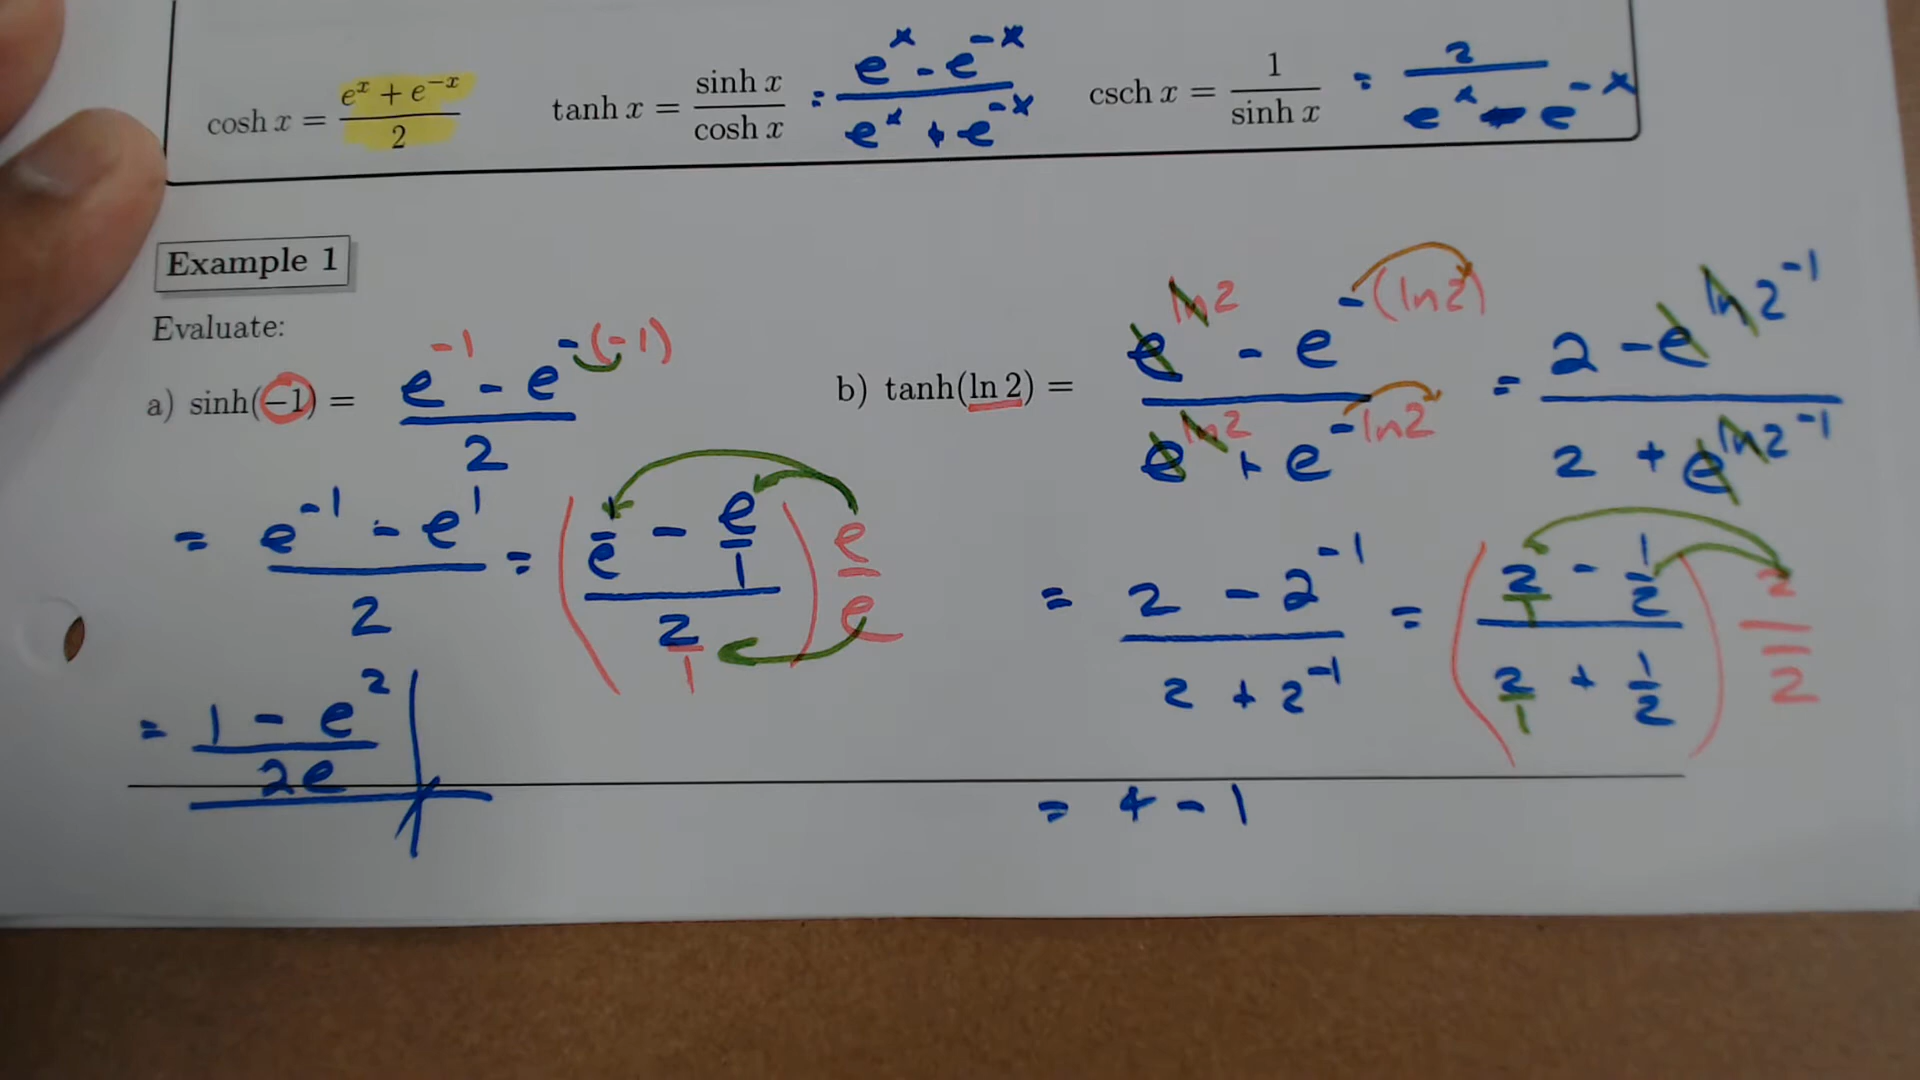 cosh x = (e^x + e^-x)/2    tanh x = sinh x / cosh x = (e^x - e^-x)/(e^x + e^-x)    csch x = 1/sinh x = 2/(e^x - e^-x)
Example 1
Evaluate:
a) sinh(-1) = (e^-1 - e^-(-1))/2
= (e^-1 - e^1)/2 = ((1/e - e/1)/(2/1)) e/e
= (1 - e^2)/2e
b) tanh(ln 2) = (e^ln2 - e^-(ln2))/(e^ln2 + e^-ln2) = (2 - e^ln2^-1)/(2 + e^ln2^-1)
= (2 - 2^-1)/(2 + 2^-1) = ((2/1 - 1/2)/(2/1 + 1/2)) 2/2
= 4 - 1